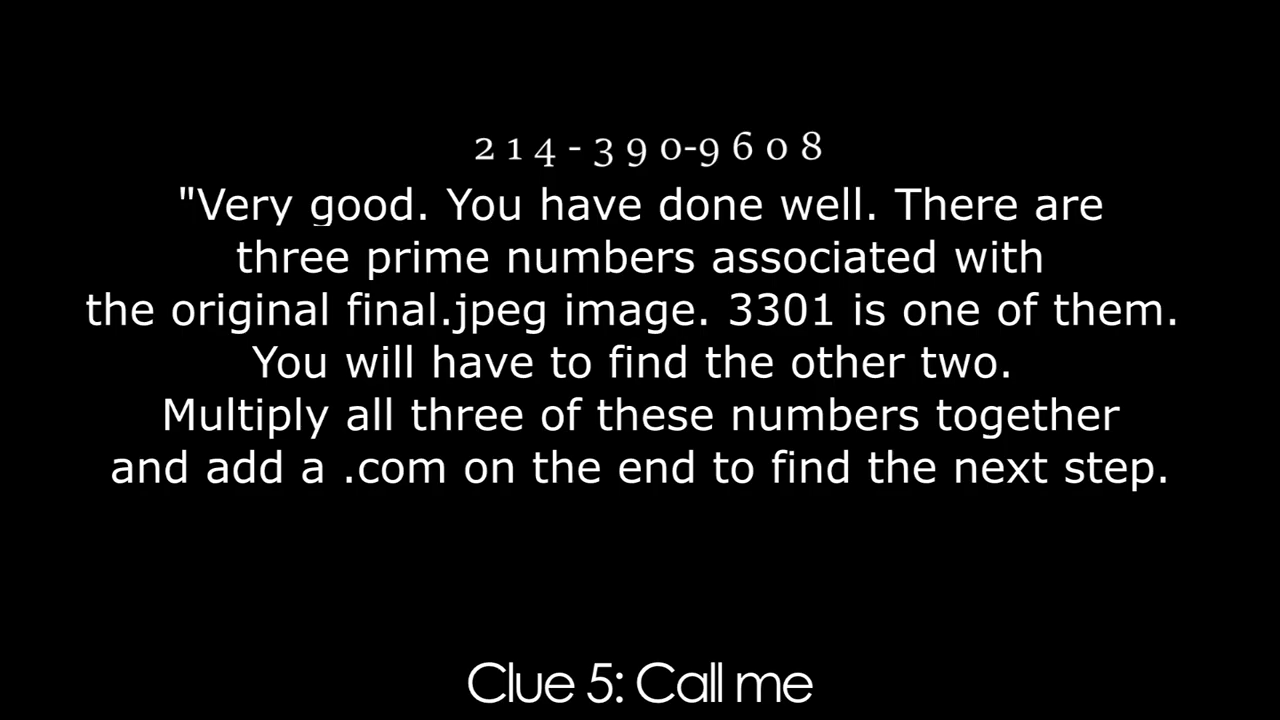 214-390-9608
"Very good. You have done well. There are
three prime numbers associated with
the original final.jpeg image. 3301 is one of them.
You will have to find the other two.
Multiply all three of these numbers together
and add a .com on the end to find the next step.
Clue 5: Call me